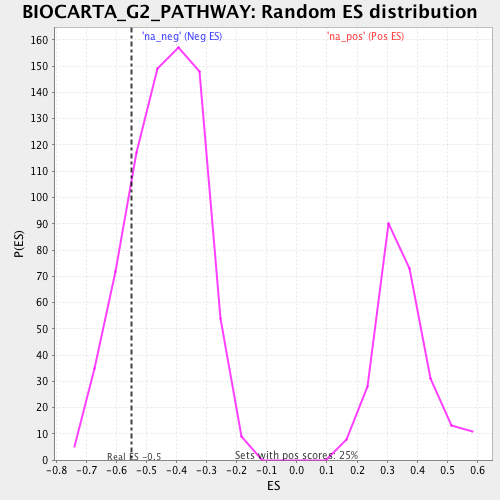 BIOCARTA_G2_PATHWAY: Random ES distribution
'na_neg' (Neg ES)
'na_pos' (Pos ES)
160
150
140
130
120
110
100
90
80
70
60
50
40
30
20
10
0
P(ES)
Real ES -0.5
Sets with pos scores: 25%
-0.8 -0.7 -0.6 -0.5 -0.4 -0.3 -0.2 -0.1 0.0 0.1 0.2 0.3 0.4 0.5 0.6
ES